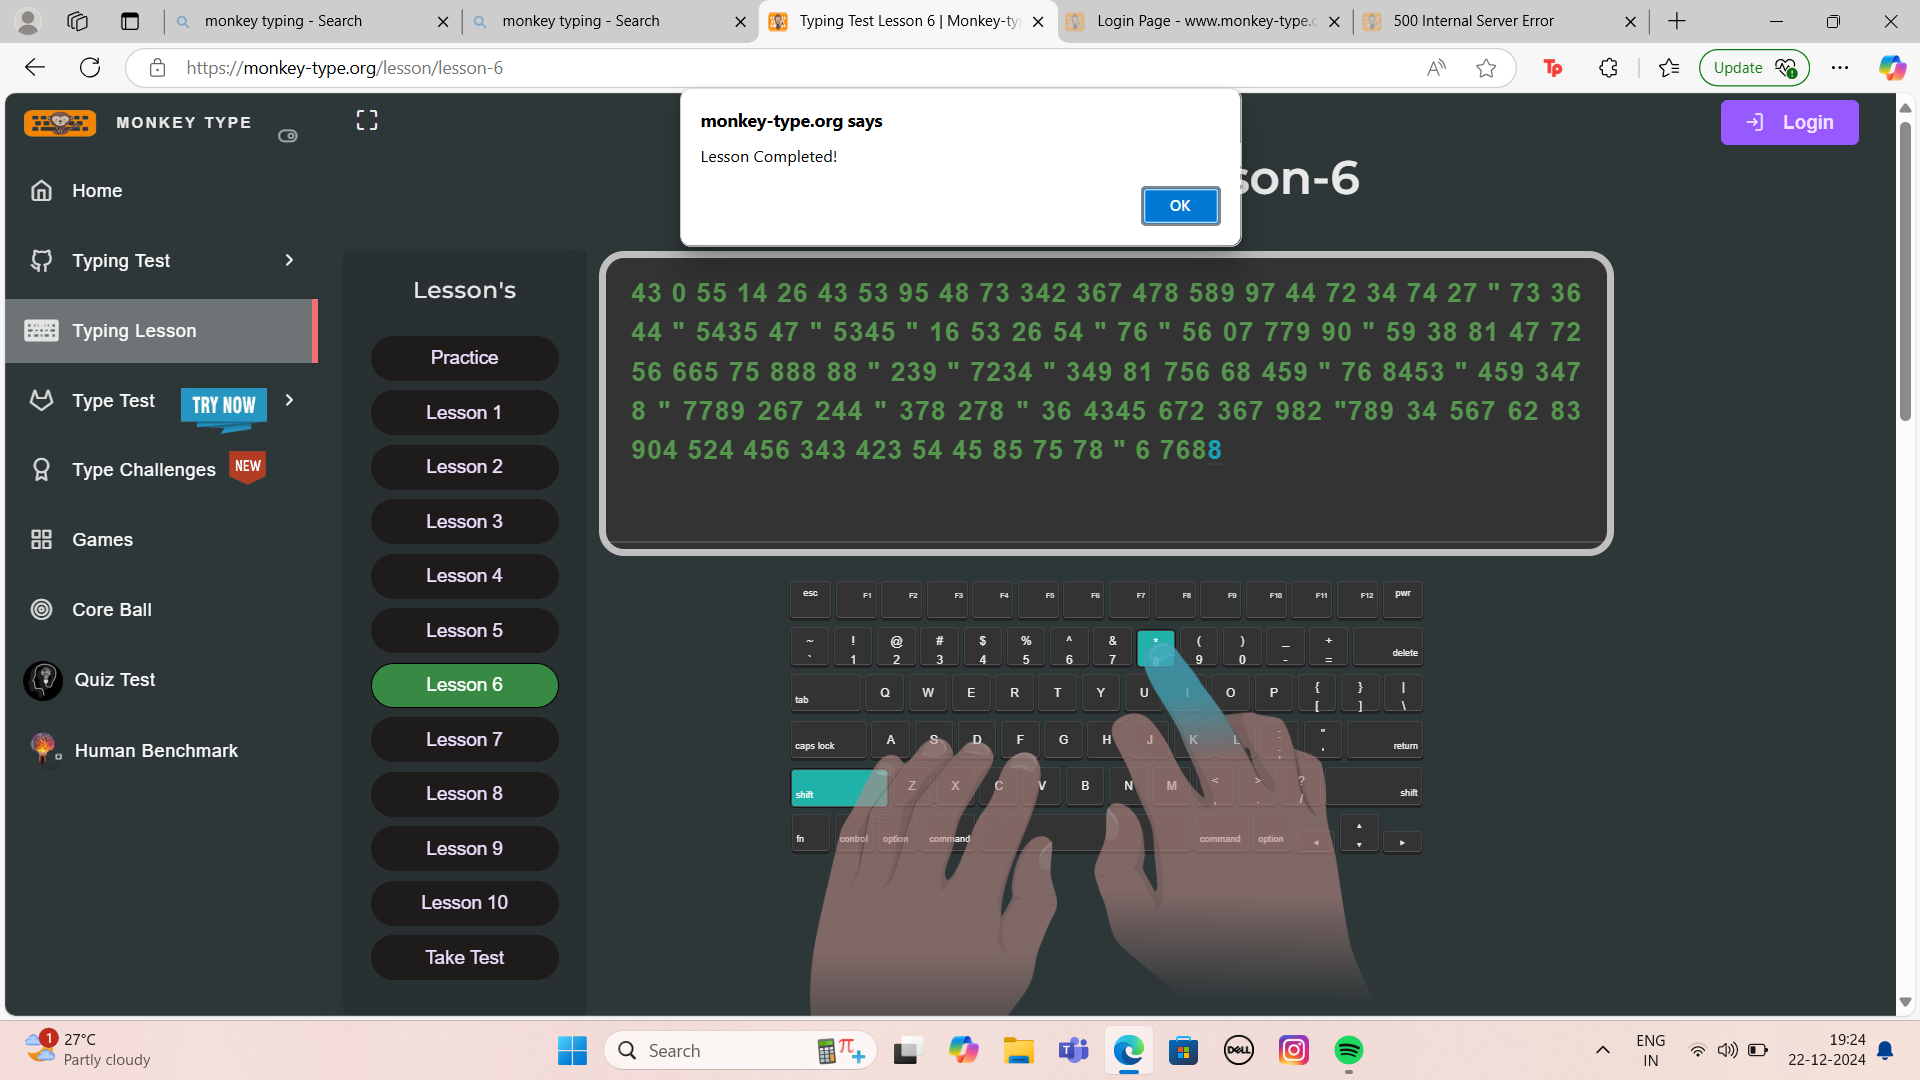 monkey typing - Search
monkey typing - Search
Typing Test Lesson 6 | Monkey-ty
Login Page - www.monkey-type.c
500 Internal Server Error
https://monkey-type.org/lesson/lesson-6
Update
MONKEY TYPE
monkey-type.org says
Lesson Completed!
OK
Login
son-6
Home
Typing Test
Typing Lesson
Type Test
TRY NOW
Type Challenges
NEW
Games
Core Ball
Quiz Test
Human Benchmark
Lesson's
Practice
Lesson 1
Lesson 2
Lesson 3
Lesson 4
Lesson 5
Lesson 6
Lesson 7
Lesson 8
Lesson 9
Lesson 10
Take Test
43 0 55 14 26 43 53 95 48 73 342 367 478 589 97 44 72 34 74 27 " 73 36
44 " 5435 47 " 5345 " 16 53 26 54 " 76 " 56 07 779 90 " 59 38 81 47 72
56 665 75 888 88 " 239 " 7234 " 349 81 756 68 459 " 76 8453 " 459 347
8 " 7789 267 244 " 378 278 " 36 4345 672 367 982 "789 34 567 62 83
904 524 456 343 423 54 45 85 75 78 " 6 7688
esc F1 F2 F3 F4 F5 F6 F7 F8 F9 F10 F11 F12 pwr
~ ! @ # $ % ^ & * ( ) _ +
` 1 2 3 4 5 6 7 8 9 0 - = delete
tab Q W E R T Y U I O P { } |
[ ] \
caps lock A S D F G H J K L : " return
; '
shift Z X C V B N M < > ? shift
, . /
fn control option command command option ◂ ▴ ▾ ▸
1
27°C
Partly cloudy
Search
DELL
ENG
IN
19:24
22-12-2024